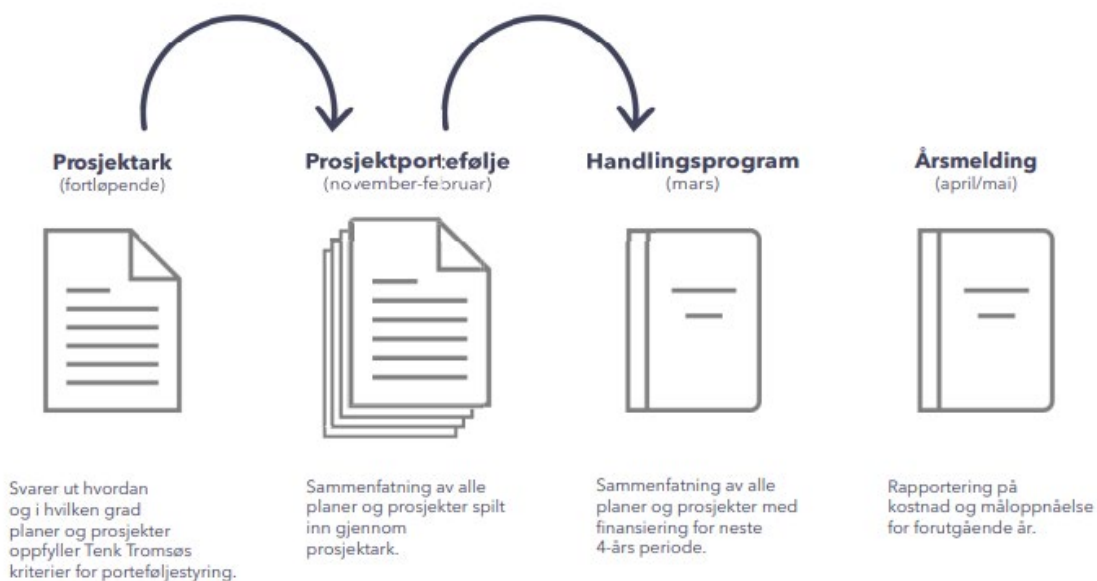 Prosjektark
(fortløpende)
Svarer ut hvordan
og i hvilken grad
planer og prosjekter
oppfyller Tenk Tromsøs
kriterier for porteføljestyring.
Prosjektportefølje
(november-februar)
Sammenfatning av alle
planer og prosjekter spilt
inn gjennom
prosjektark.
Handlingsprogram
(mars)
Sammenfatning av alle
planer og prosjekter med
finansiering for neste
4-års periode.
Årsmelding
(april/mai)
Rapportering på
kostnad og måloppnåelse
for forutgående år.